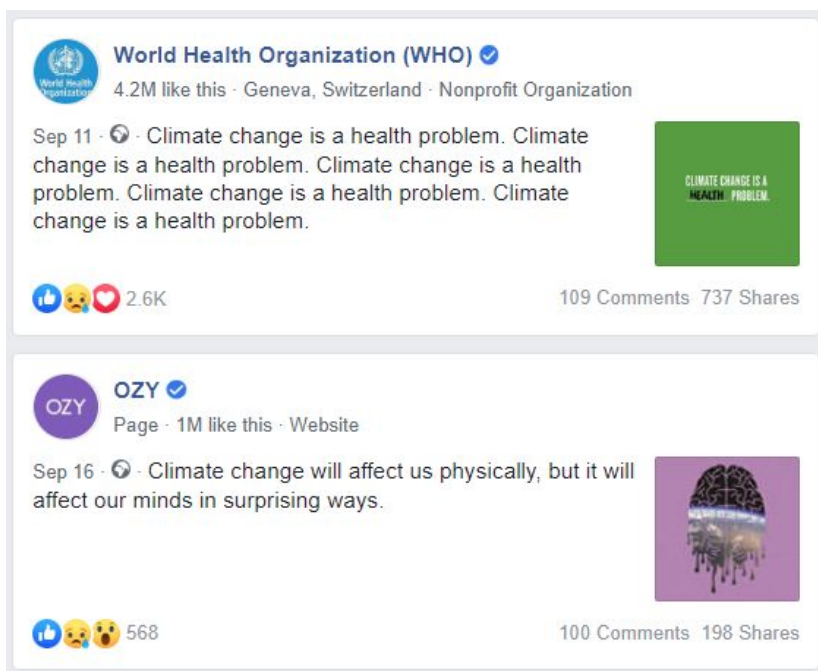 World Health Organization
World Health Organization (WHO)
4.2M like this · Geneva, Switzerland · Nonprofit Organization
Sep 11 · · Climate change is a health problem. Climate
change is a health problem. Climate change is a health
problem. Climate change is a health problem. Climate
change is a health problem.
CLIMATE CHANGE IS A
HEALTH PROBLEM.
2.6K
109 Comments 737 Shares
OZY
OZY
Page · 1M like this · Website
Sep 16 · · Climate change will affect us physically, but it will
affect our minds in surprising ways.
568
100 Comments 198 Shares